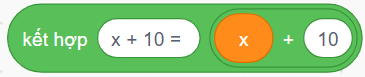 kết hợp x + 10 = x + 10